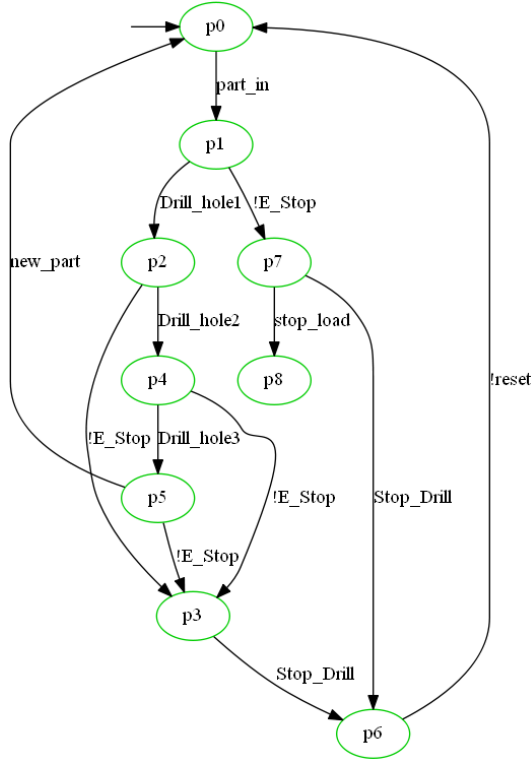 p0
part_in
p1
Drill_hole1
!E_Stop
p2
p7
new_part
Drill_hole2
stop_load
p4
p8
!reset
!E_Stop
Drill_hole3
p5
!E_Stop
Stop_Drill
!E_Stop
p3
Stop_Drill
p6